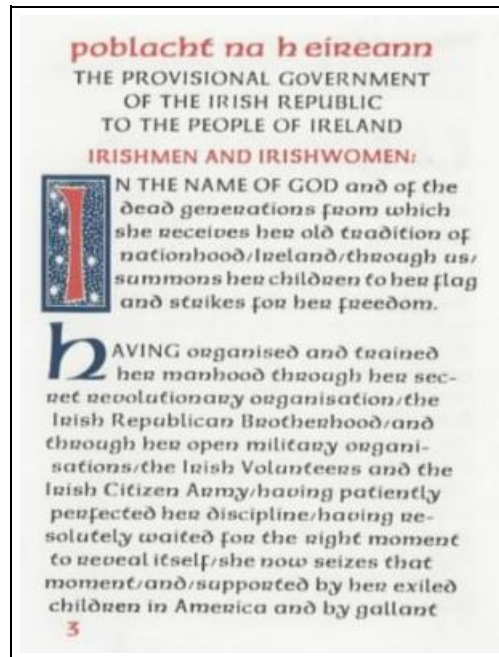 poblacht na h eireann
THE PROVISIONAL GOVERNMENT
OF THE IRISH REPUBLIC
TO THE PEOPLE OF IRELAND
IRISHMEN AND IRISHWOMEN:
IN THE NAME OF GOD and of the
dead generations from which
she receives her old tradition of
nationhood/Ireland/through us/
summons her children to her flag
and strikes for her freedom.
hAVING organised and trained
her manhood through her sec-
ret revolutionary organisation/the
Irish Republican Brotherhood/and
through her open military organi-
sations/the Irish Volunteers and the
Irish Citizen Army/having patiently
perfected her discipline/having re-
solutely waited for the right moment
to reveal itself/she now seizes that
moment/and/supported by her exiled
children in America and by gallant
3